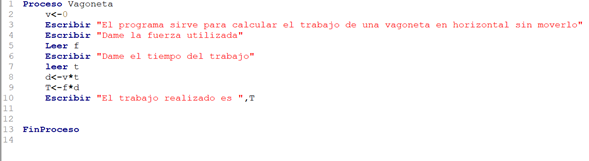 1 Proceso Vagoneta
2 v<-0
3 Escribir "El programa sirve para calcular el trabajo de una vagoneta en horizontal sin moverlo"
4 Escribir "Dame la fuerza utilizada"
5 Leer f
6 Escribir "Dame el tiempo del trabajo"
7 leer t
8 d<-v*t
9 T<-f*d
10 Escribir "El trabajo realizado es ",T
11
12
13 FinProceso
14